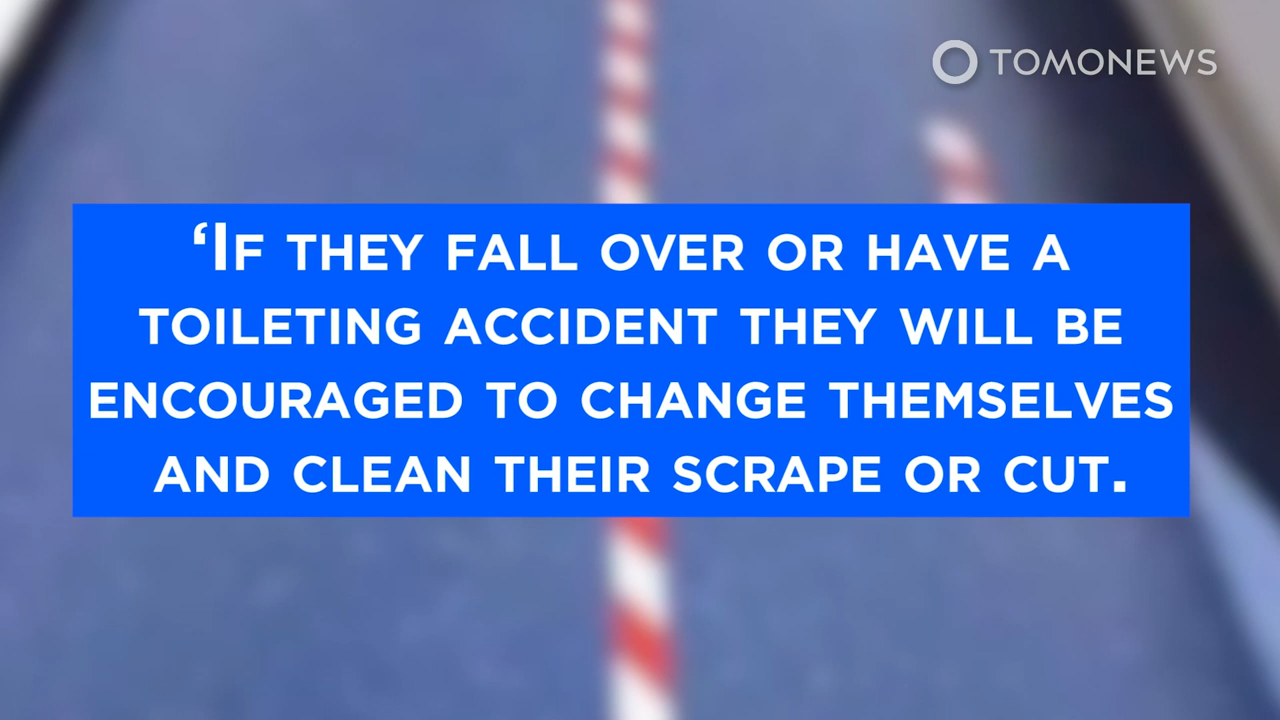 TOMONEWS
‘IF THEY FALL OVER OR HAVE A
TOILETING ACCIDENT THEY WILL BE
ENCOURAGED TO CHANGE THEMSELVES
AND CLEAN THEIR SCRAPE OR CUT.